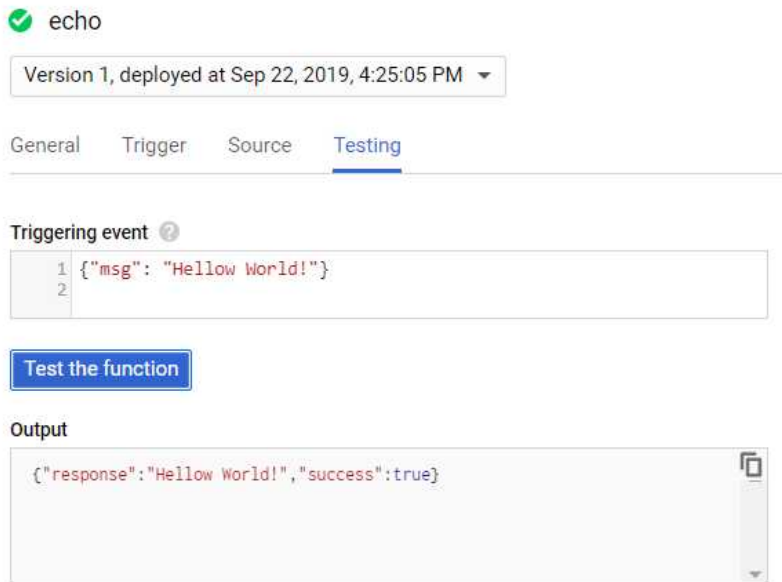 echo
Version 1, deployed at Sep 22, 2019, 4:25:05 PM
General Trigger Source Testing
Triggering event ?
1 {"msg": "Hellow World!"}
2
Test the function
Output
{"response":"Hellow World!","success":true}